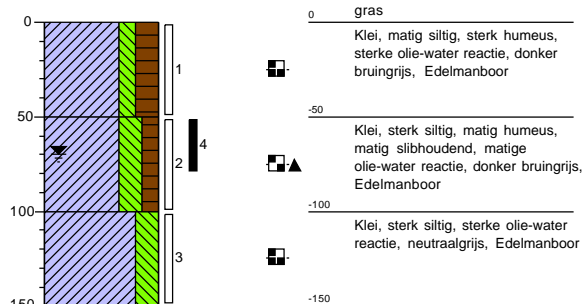 0
50
100
150
1
2
4
3
0
gras
Klei, matig siltig, sterk humeus,
sterke olie-water reactie, donker
bruingrijs, Edelmanboor
-50
Klei, sterk siltig, matig humeus,
matig slibhoudend, matige
olie-water reactie, donker bruingrijs,
Edelmanboor
-100
Klei, sterk siltig, sterke olie-water
reactie, neutraalgrijs, Edelmanboor
-150